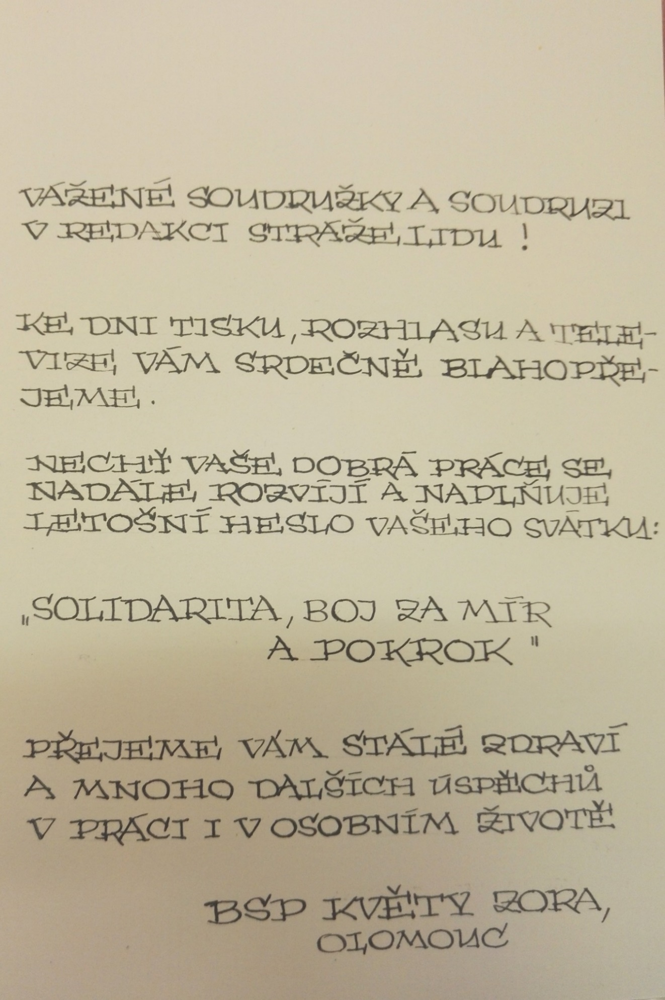 VÁŽENÉ SOUDRUŽKY A SOUDRUZI
V REDAKCI STRÁŽE LIDU !
KE DNI TISKU, ROZHLASU A TELE-
VIZE VÁM SRDEČNĚ BLAHOPŘE-
JEME.
NECHŤ VAŠE DOBRÁ PRÁCE SE
NADÁLE ROZVÍJÍ A NAPLŇUJE
LETOŠNÍ HESLO VAŠEHO SVÁTKU:
„SOLIDARITA, BOJ ZA MÍR
A POKROK "
PŘEJEME VÁM STÁLÉ ZDRAVÍ
A MNOHO DALŠÍCH ÚSPĚCHŮ
V PRÁCI I V OSOBNÍM ŽIVOTĚ
BSP KVĚTY ZORA,
OLOMOUC